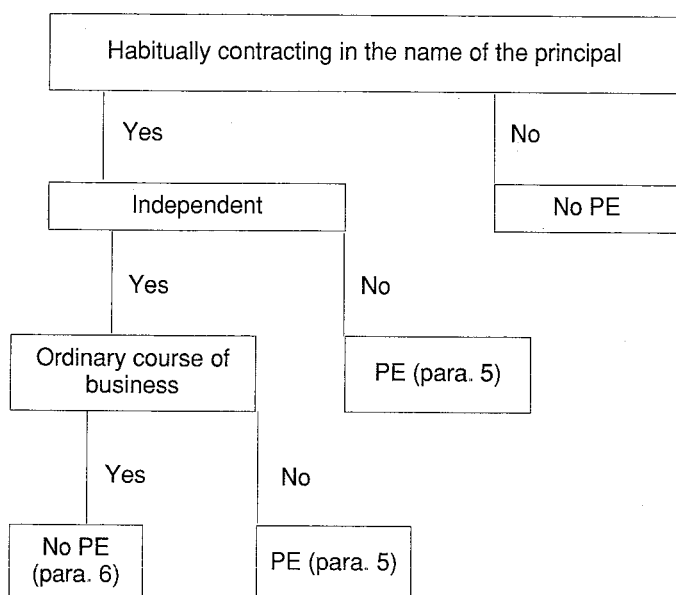 Habitually contracting in the name of the principal
Yes
No
Independent
No PE
Yes
No
Ordinary course of
business
PE (para. 5)
Yes
No
No PE
(para. 6)
PE (para. 5)